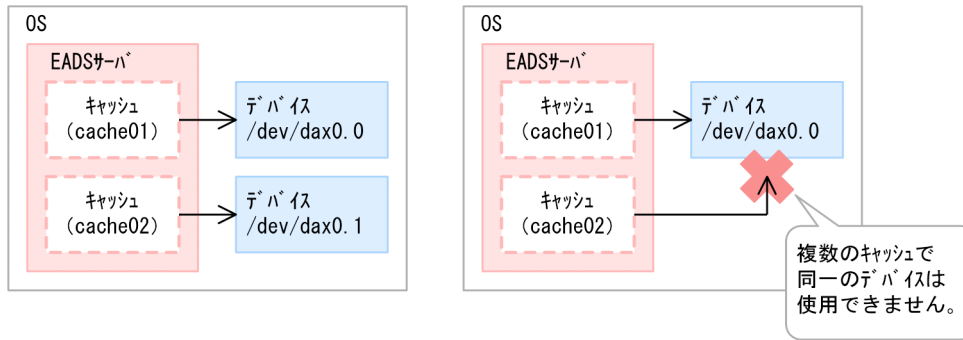 OS
EADSｻｰﾊﾞ
ｷｬｯｼｭ
(cache01)
ﾃﾞﾊﾞｲｽ
/dev/dax0.0
ｷｬｯｼｭ
(cache02)
ﾃﾞﾊﾞｲｽ
/dev/dax0.1
OS
EADSｻｰﾊﾞ
ｷｬｯｼｭ
(cache01)
ﾃﾞﾊﾞｲｽ
/dev/dax0.0
ｷｬｯｼｭ
(cache02)
複数のｷｬｯｼｭで
同一のﾃﾞﾊﾞｲｽは
使用できません。